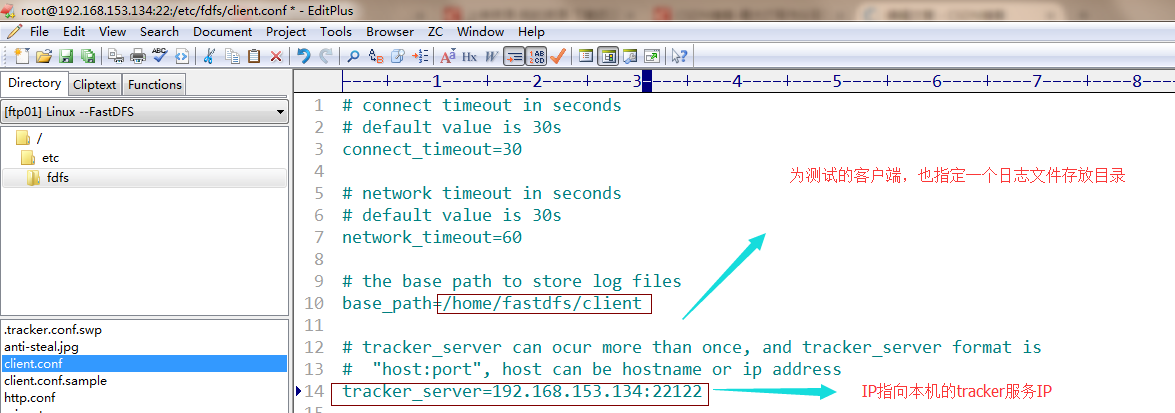 root@192.168.153.134:22:/etc/fdfs/client.conf * - EditPlus
File Edit View Search Document Project Tools Browser ZC Window Help
Directory Cliptext Functions
[ftp01] Linux --FastDFS
/
etc
fdfs
.tracker.conf.swp
anti-steal.jpg
client.conf
client.conf.sample
http.conf
----+----1----+----2----+----3----+----4----+----5----+----6----+----7----+----8----
1 # connect timeout in seconds
2 # default value is 30s
3 connect_timeout=30
4
5 # network timeout in seconds
6 # default value is 30s
7 network_timeout=60
8
9 # the base path to store log files
10 base_path=/home/fastdfs/client
11
12 # tracker_server can ocur more than once, and tracker_server format is
13 #  "host:port", host can be hostname or ip address
14 tracker_server=192.168.153.134:22122
为测试的客户端，也指定一个日志文件存放目录
IP指向本机的tracker服务IP